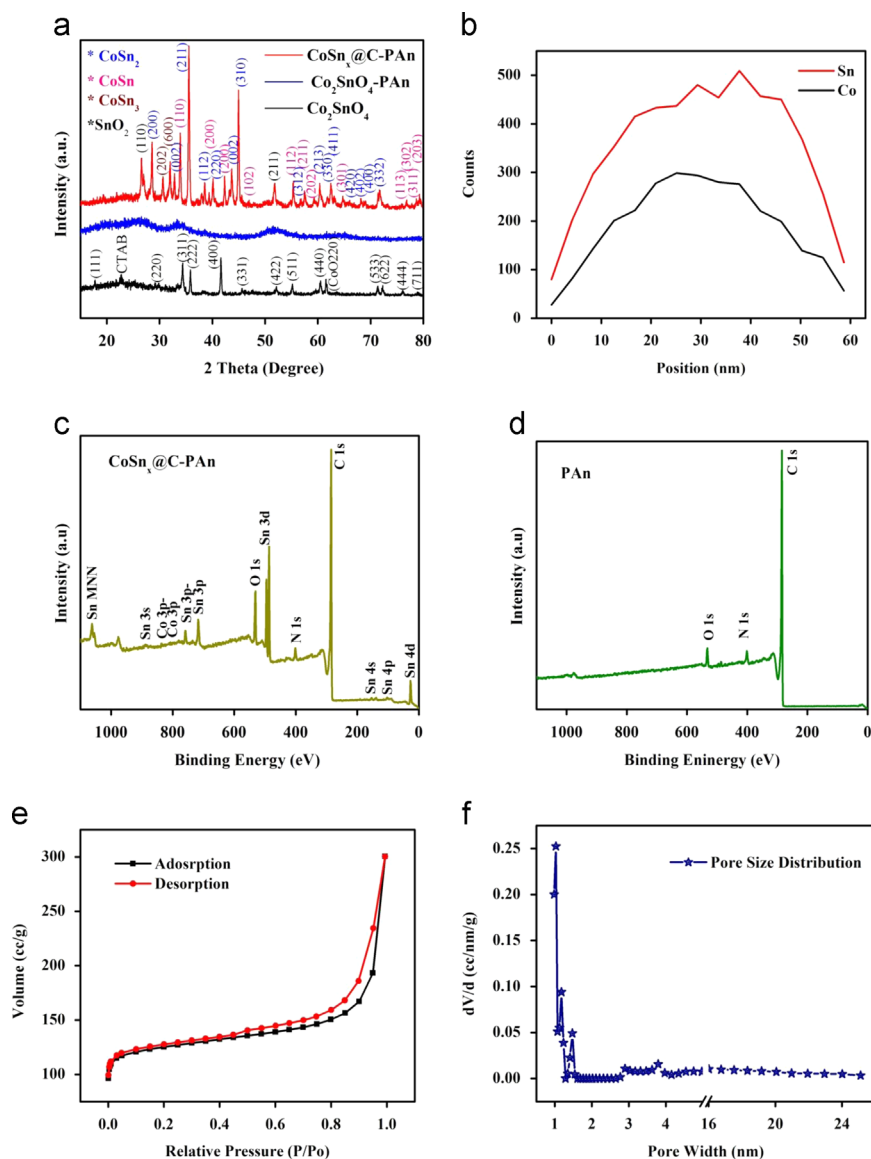 a
* CoSn2
* CoSn
* CoSn3
*SnO2
CoSnx@C-PAn
Co2SnO4-PAn
Co2SnO4
(110)
(200)
(202)
(600)
(002)
(110)
(211)
(112)
(200)
(220)
(200)
(002)
(310)
(102)
(211)
(112)
(312)
(211)
(202)
(213)
(330)
(411)
(301)
(420)
(402)
(400)
(332)
(113)
(302)
(311)
(203)
(111)
CTAB
(220)
(311)
(222)
(400)
(331)
(422)
(511)
(440)
(CoO220)
(533)
(622)
(444)
(711)
Intensity (a.u.)
20 30 40 50 60 70 80
2 Theta (Degree)
b
Sn
Co
Counts
500
400
300
200
100
0
0 10 20 30 40 50 60
Position (nm)
c
CoSnx@C-PAn
Sn MNN
Sn 3s
Co 3p-
Co 3p
Sn 3p-
Sn 3p
O 1s
Sn 3d
N 1s
C 1s
Sn 4s
Sn 4p
Sn 4d
Intensity (a.u)
1000 800 600 400 200 0
Binding Energy (eV)
d
PAn
O 1s
N 1s
C 1s
Intensity (a.u)
1000 800 600 400 200 0
Binding Eninergy (eV)
e
Adosrption
Desorption
Volume (cc/g)
300
250
200
150
100
0.0 0.2 0.4 0.6 0.8 1.0
Relative Pressure (P/Po)
f
Pore Size Distribution
dV/d (cc/nm/g)
0.25
0.20
0.15
0.10
0.05
0.00
1 2 3 4 16 20 24
Pore Width (nm)